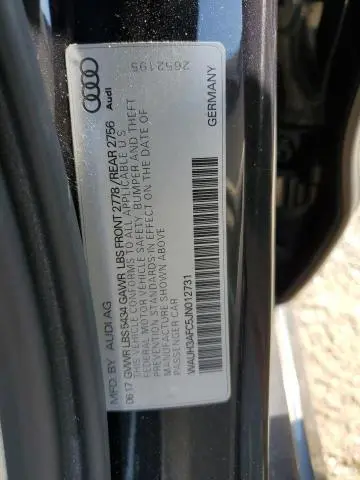 MFD. BY AUDI AG
06 17 GVWR LBS 5434 GAWR LBS FRONT 2778 / REAR 2756
THIS VEHICLE CONFORMS TO ALL APPLICABLE U S
FEDERAL MOTOR VEHICLE SAFETY, BUMPER AND THEFT
PREVENTION STANDARDS IN EFFECT ON THE DATE OF
MANUFACTURE SHOWN ABOVE
PASSENGER CAR
WAUH3AFC5JN012731
GERMANY
Audi
2652195